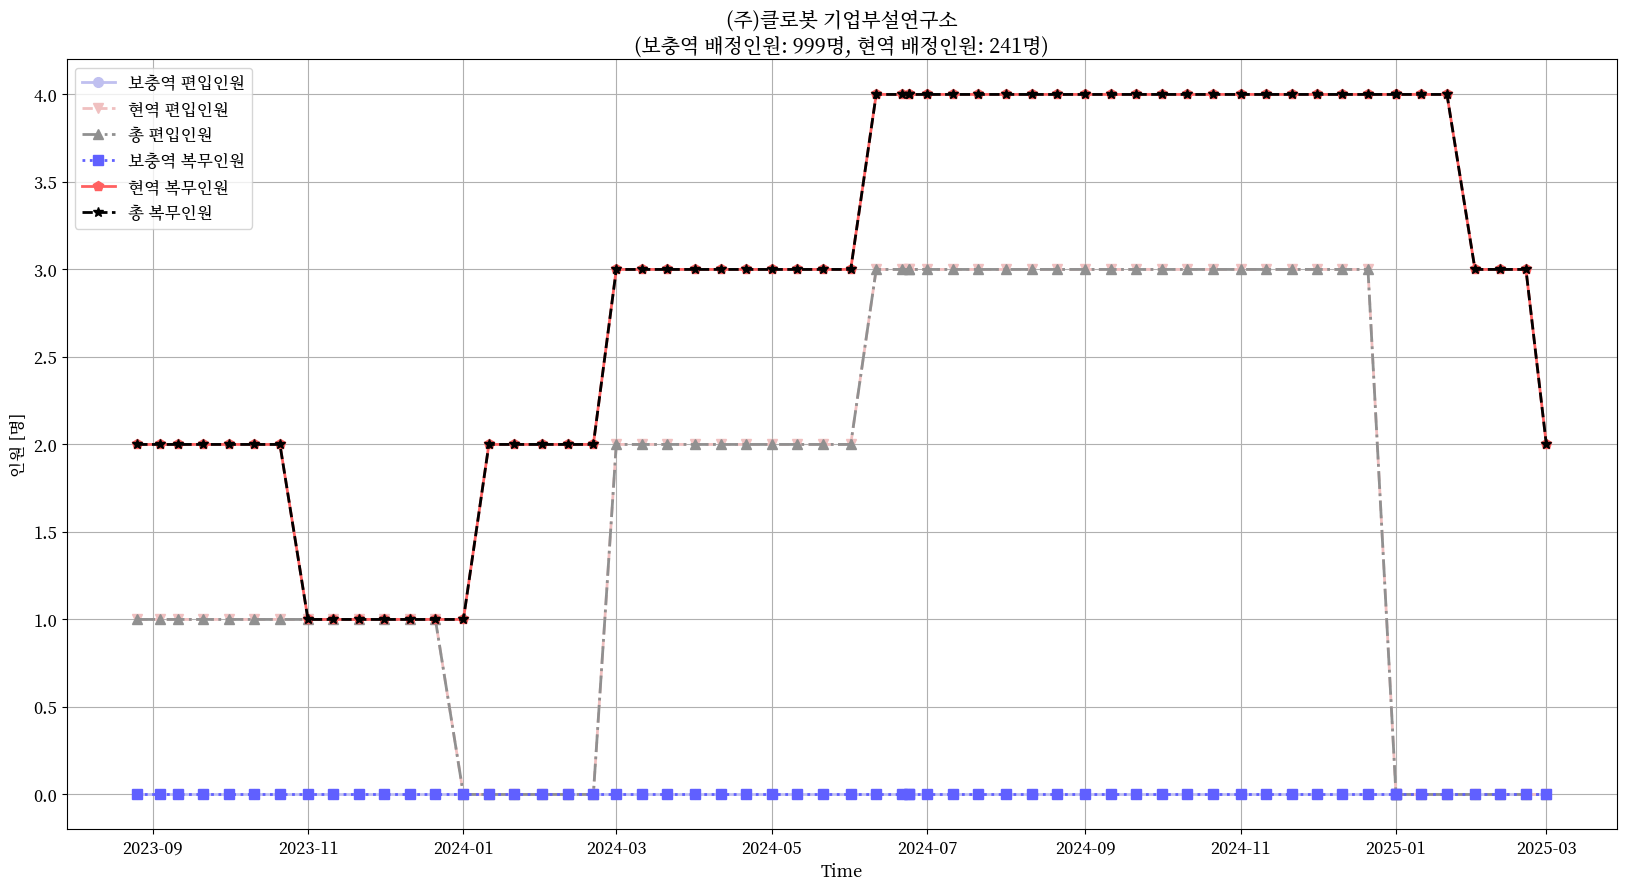 (주)클로봇 기업부설연구소
(보충역 배정인원: 999명, 현역 배정인원: 241명)
보충역 편입인원
현역 편입인원
총 편입인원
보충역 복무인원
현역 복무인원
총 복무인원
인원 [명]
4.0
3.5
3.0
2.5
2.0
1.5
1.0
0.5
0.0
2023-09
2023-11
2024-01
2024-03
2024-05
2024-07
2024-09
2024-11
2025-01
2025-03
Time